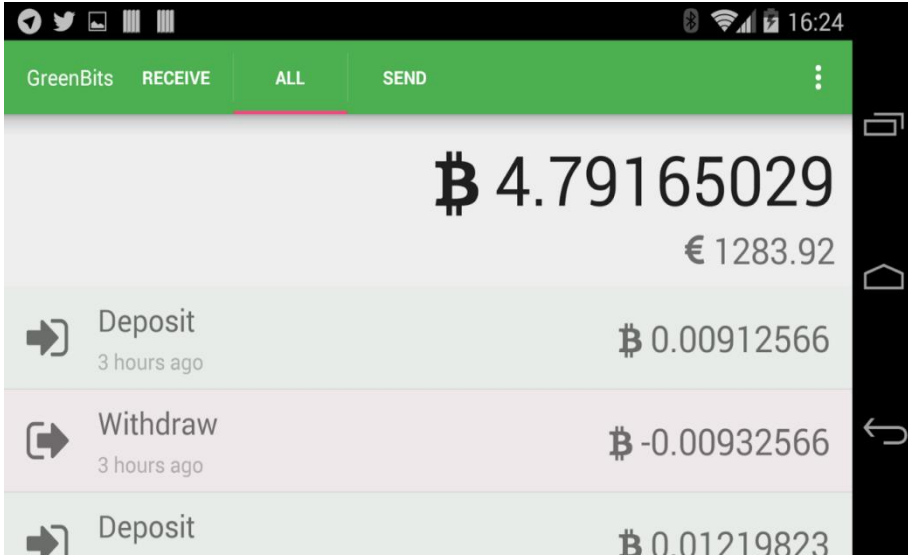 16:24
GreenBits RECEIVE ALL SEND
₿ 4.79165029
€ 1283.92
Deposit ₿ 0.00912566
3 hours ago
Withdraw ₿ -0.00932566
3 hours ago
Deposit ₿ 0.01219823